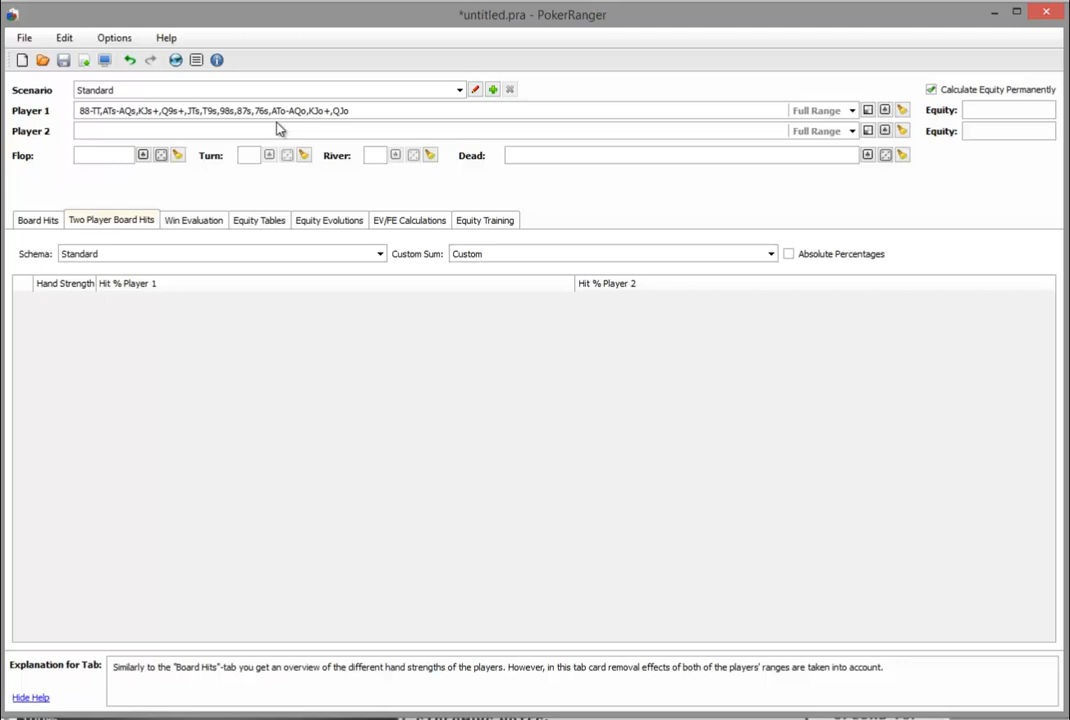 *untitled.pra - PokerRanger
File Edit Options Help
Scenario Standard Calculate Equity Permanently
Player 1 88-TT,ATs-AQs,KJs+,Q9s+,JTs,T9s,98s,87s,76s,ATo-AQo,KJo+,QJo Full Range Equity:
Player 2 Full Range Equity:
Flop: Turn: River: Dead:
Board Hits Two Player Board Hits Win Evaluation Equity Tables Equity Evolutions EV/FE Calculations Equity Training
Schema: Standard Custom Sum: Custom Absolute Percentages
Hand Strength Hit % Player 1 Hit % Player 2
Explanation for Tab: Similarly to the "Board Hits"-tab you get an overview of the different hand strengths of the players. However, in this tab card removal effects of both of the players' ranges are taken into account.
Hide Help